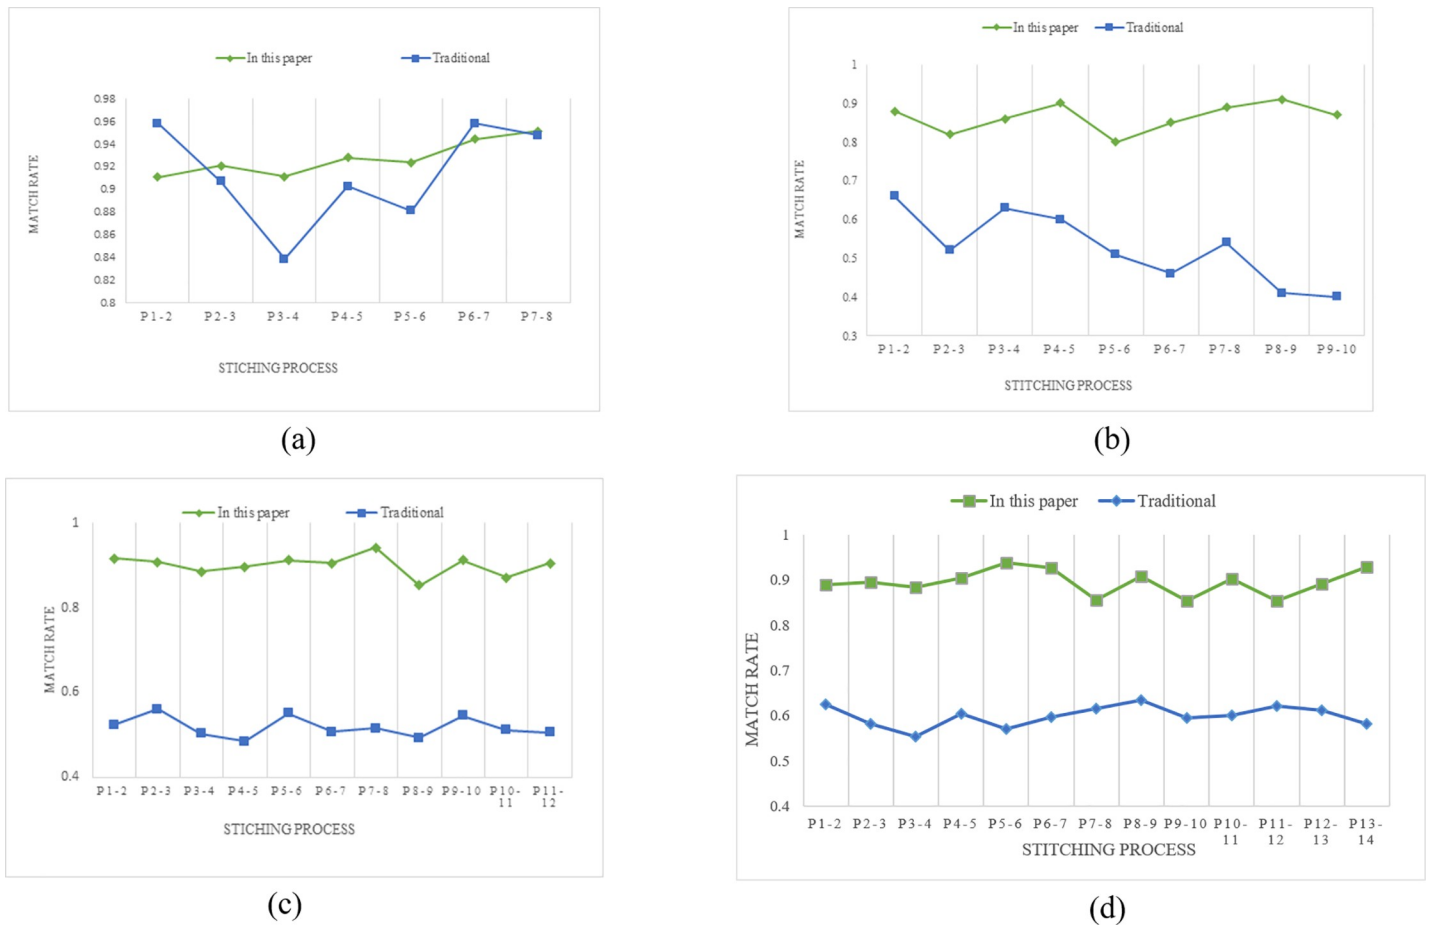 In this paper Traditional
0.98
0.96
0.94
0.92
0.9
0.88
0.86
0.84
0.82
0.8
MATCH RATE
P1-2 P2-3 P3-4 P4-5 P5-6 P6-7 P7-8
STICHING PROCESS
(a)
In this paper Traditional
1
0.9
0.8
0.7
0.6
0.5
0.4
0.3
MATCH RATE
P1-2 P2-3 P3-4 P4-5 P5-6 P6-7 P7-8 P8-9 P9-10
STITCHING PROCESS
(b)
In this paper Traditional
1
0.8
0.6
0.4
MATCH RATE
P1-2 P2-3 P3-4 P4-5 P5-6 P6-7 P7-8 P8-9 P9-10 P10-11 P11-12
STICHING PROCESS
(c)
In this paper Traditional
1
0.9
0.8
0.7
0.6
0.5
0.4
MATCH RATE
P1-2 P2-3 P3-4 P4-5 P5-6 P6-7 P7-8 P8-9 P9-10 P10-11 P11-12 P12-13 P13-14
STITCHING PROCESS
(d)